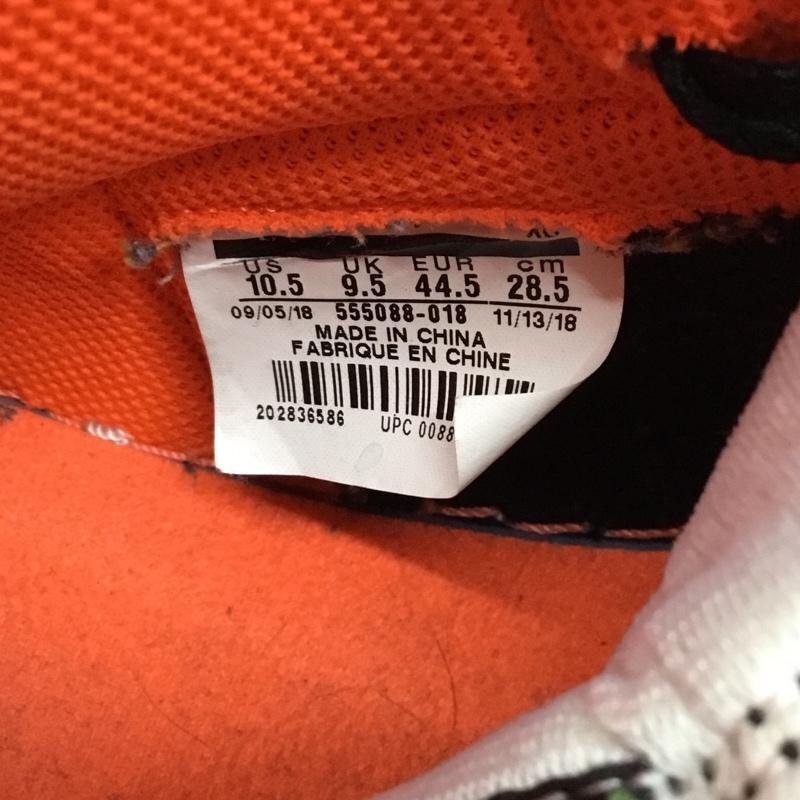 US UK EUR cm
10.5 9.5 44.5 28.5
09/05/18 555088-018 11/13/18
MADE IN CHINA
FABRIQUE EN CHINE
202836586 UPC 0088